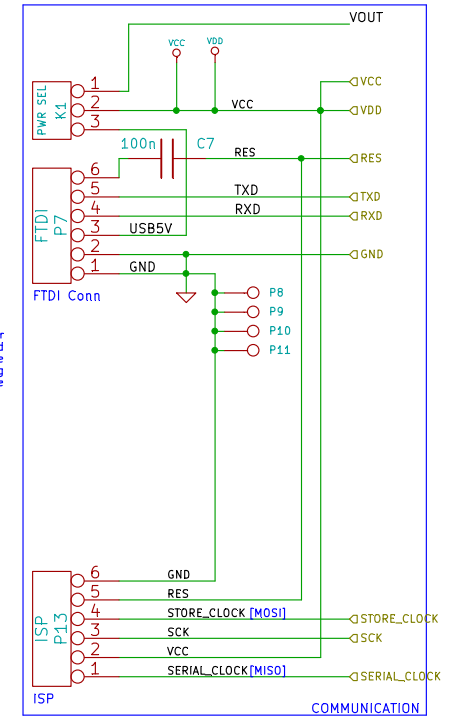 VOUT
VCC
VDD
VCC
PWR SEL
K1
1
2
3
VCC
VDD
100n
C7
RES
RES
FTDI
P7
6
5
4
3
2
1
TXD
TXD
RXD
RXD
USB5V
GND
GND
FTDI Conn
P8
P9
P10
P11
ISP
P13
6
5
4
3
2
1
GND
RES
STORE_CLOCK [MOSI]
STORE_CLOCK
SCK
SCK
VCC
SERIAL_CLOCK [MISO]
SERIAL_CLOCK
ISP
COMMUNICATION